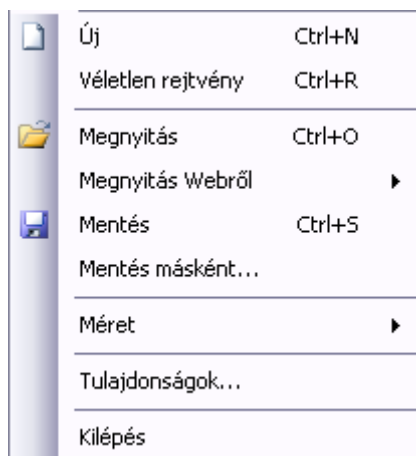 Új Ctrl+N
Véletlen rejtvény Ctrl+R
Megnyitás Ctrl+O
Megnyitás Webről
Mentés Ctrl+S
Mentés másként...
Méret
Tulajdonságok...
Kilépés